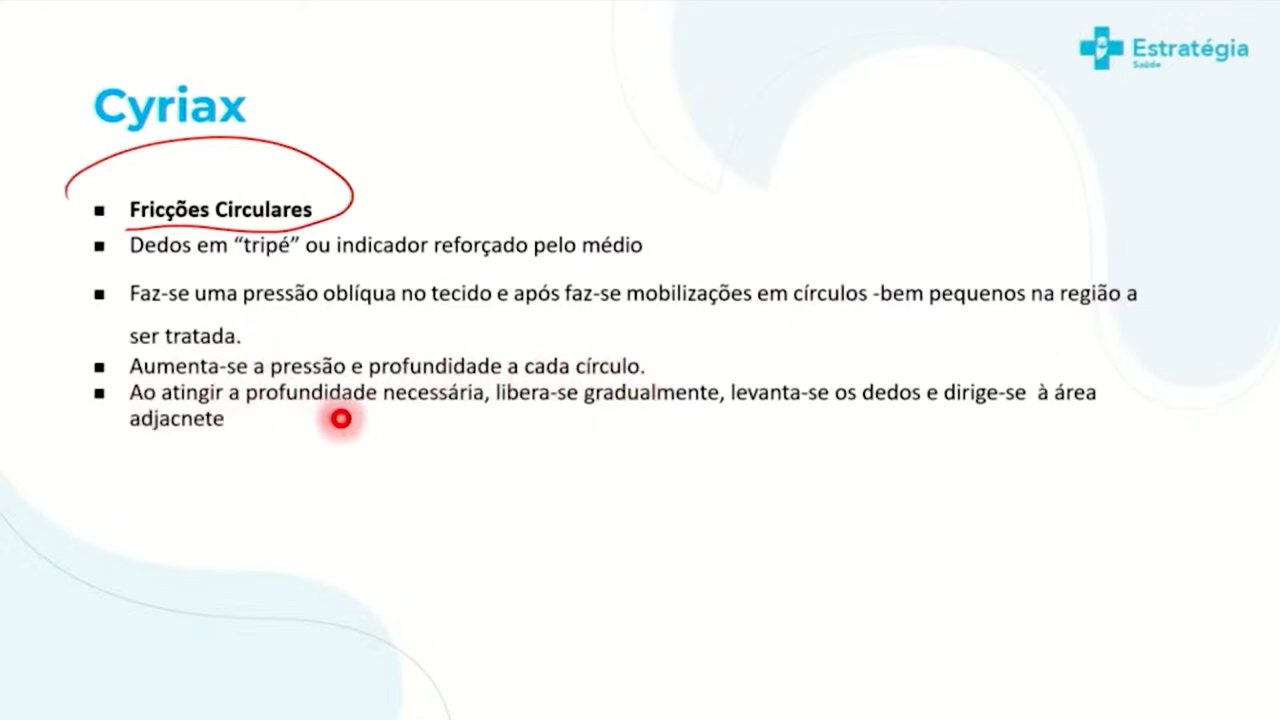 Estratégia
Saúde
Cyriax
▪ Fricções Circulares
▪ Dedos em “tripé” ou indicador reforçado pelo médio
▪ Faz-se uma pressão oblíqua no tecido e após faz-se mobilizações em círculos -bem pequenos na região a
ser tratada.
▪ Aumenta-se a pressão e profundidade a cada círculo.
▪ Ao atingir a profundidade necessária, libera-se gradualmente, levanta-se os dedos e dirige-se à área
adjacnete